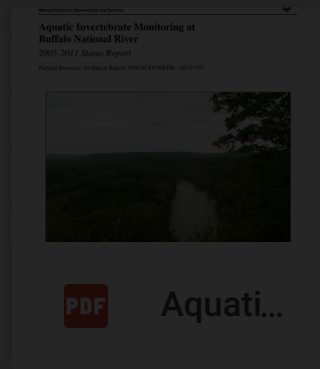 Natural Resource Stewardship and Science
Aquatic Invertebrate Monitoring at
Buffalo National River
2005-2011 Status Report
Natural Resource Technical Report
PDF
Aquati...